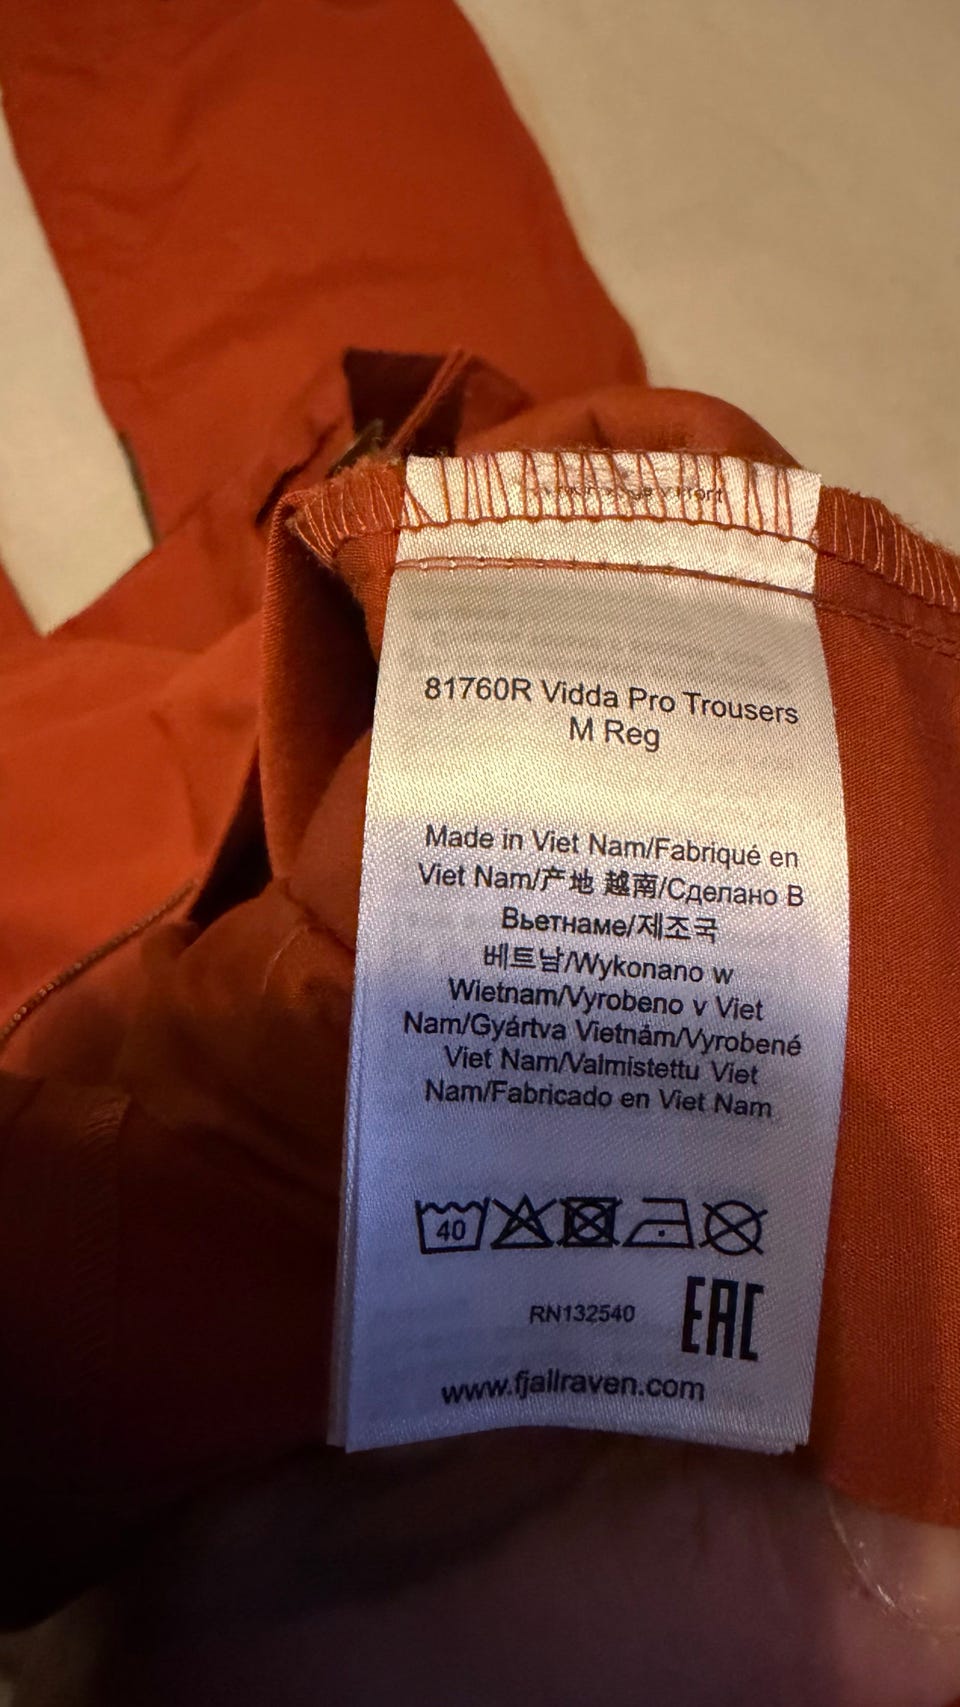 81760R Vidda Pro Trousers
M Reg
Made in Viet Nam/Fabriqué en
Viet Nam/产地 越南/Сделано В
Вьетнаме/제조국
베트남/Wykonano w
Wietnam/Vyrobeno v Viet
Nam/Gyártva Vietnám/Vyrobené
Viet Nam/Valmistettu Viet
Nam/Fabricado en Viet Nam
40
RN132540
EAC
www.fjallraven.com